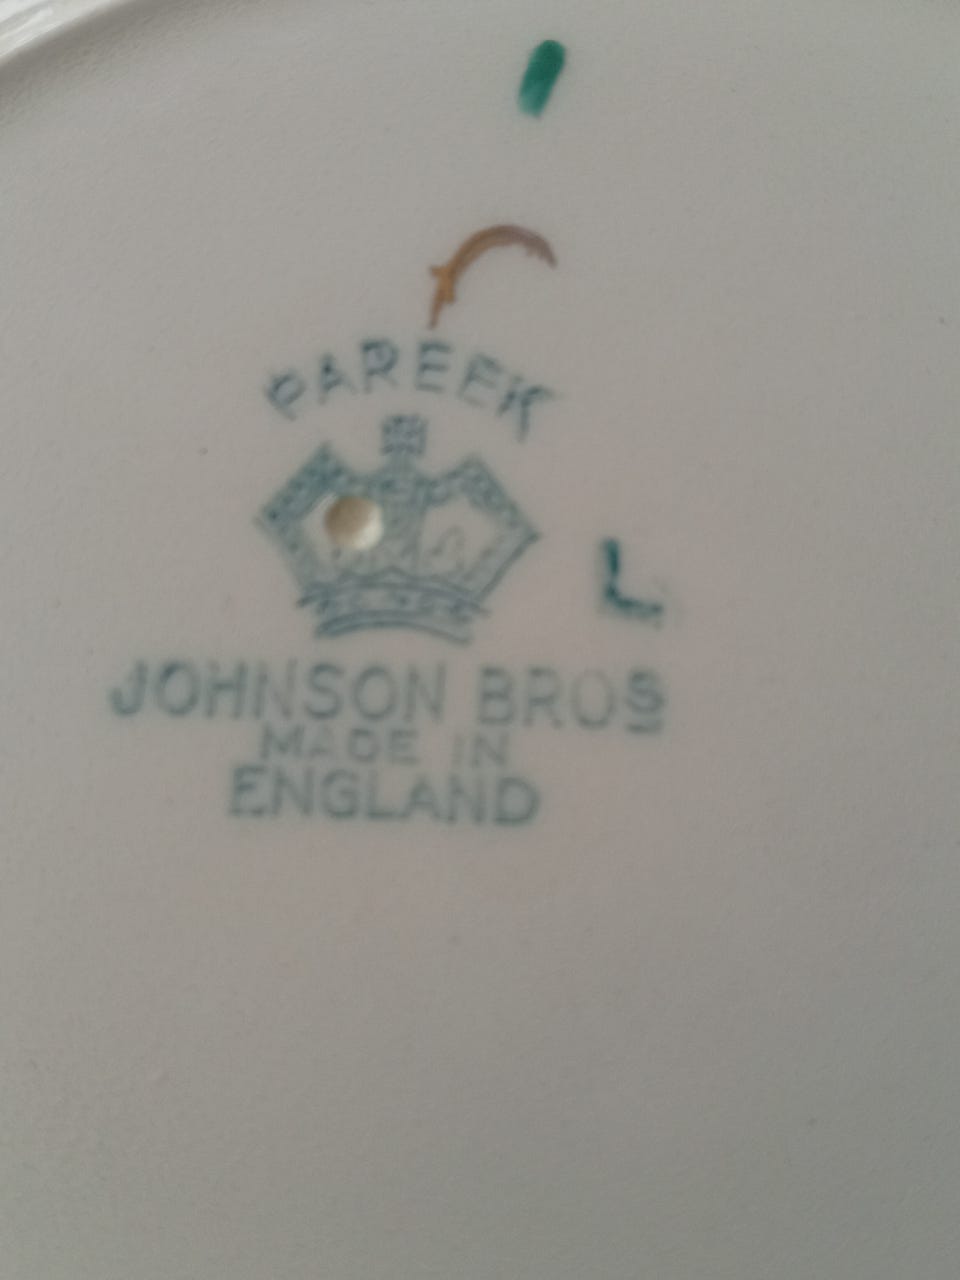 PAREEK
L
JOHNSON BROS
MADE IN
ENGLAND